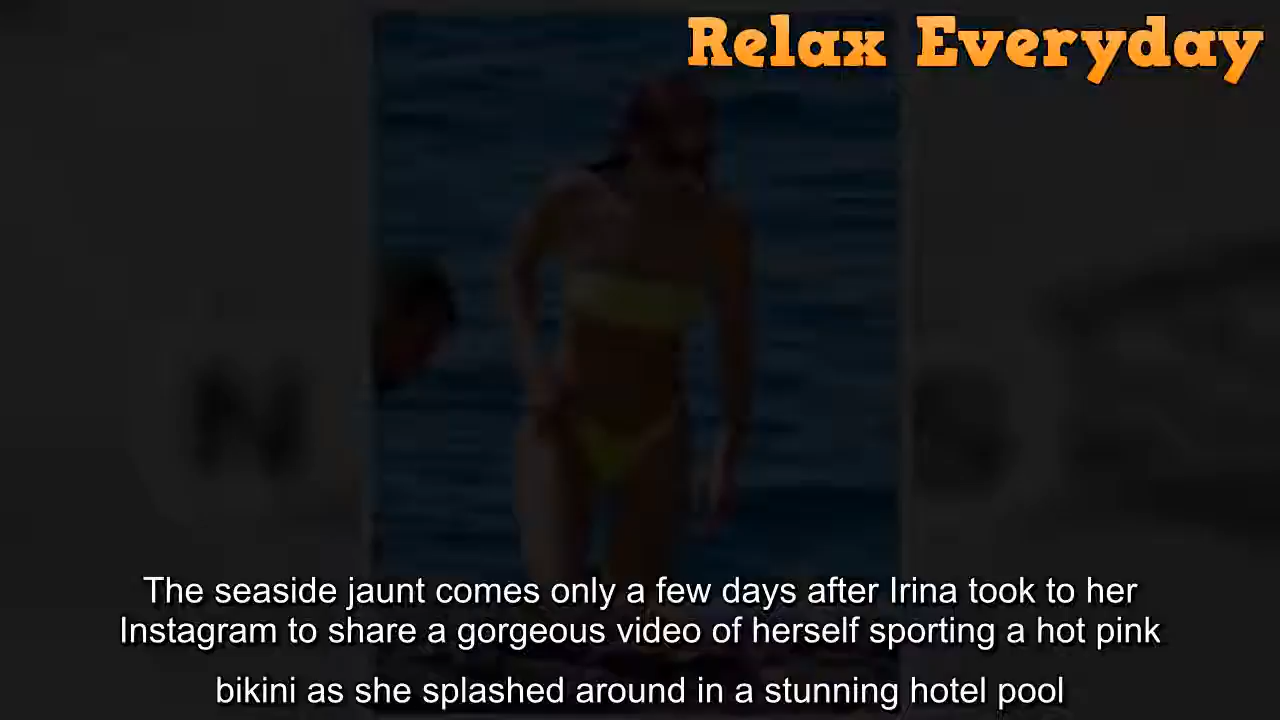 Relax Everyday
The seaside jaunt comes only a few days after Irina took to her
Instagram to share a gorgeous video of herself sporting a hot pink
bikini as she splashed around in a stunning hotel pool